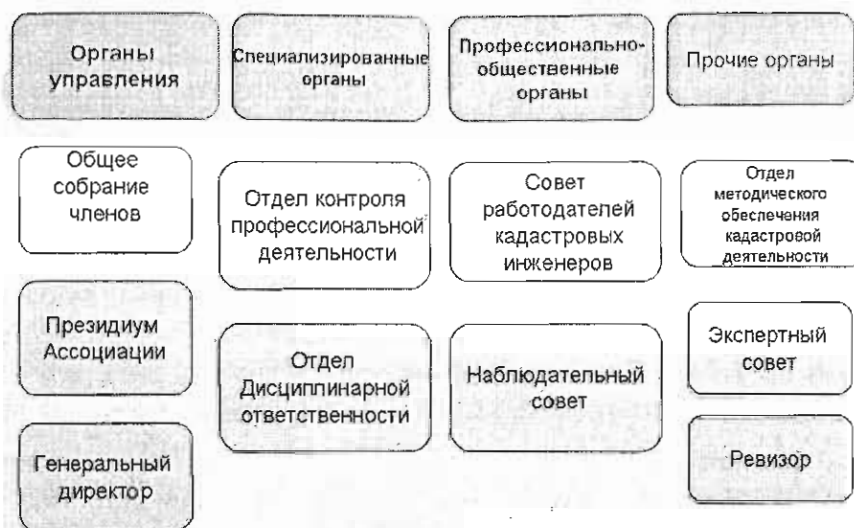 Органы
управления
Специализированные
органы
Профессионально-
общественные
органы
Прочие органы
Общее
собрание
членов
Президиум
Ассоциации
Генеральный
директор
Отдел контроля
профессиональной
деятельности
Отдел
Дисциплинарной
ответственности
Совет
работодателей
кадастровых
инженеров
Наблюдательный
совет
Отдел
методического
обеспечения
кадастровой
деятельности
Экспертный
совет
Ревизор